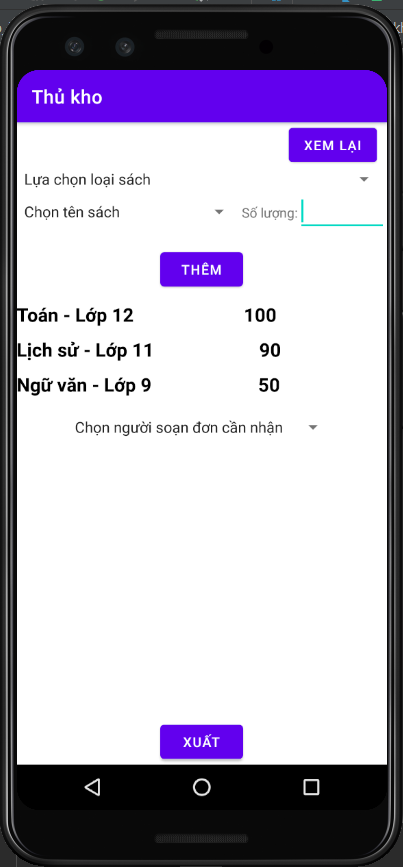 Thủ kho
XEM LẠI
Lựa chọn loại sách
Chọn tên sách Số lượng:
THÊM
Toán - Lớp 12 100
Lịch sử - Lớp 11 90
Ngữ văn - Lớp 9 50
Chọn người soạn đơn cần nhận
XUẤT